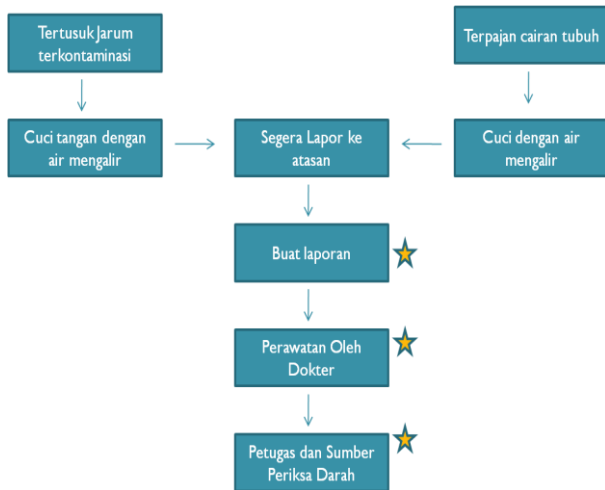 Tertusuk Jarum
terkontaminasi
Terpajan cairan tubuh
Cuci tangan dengan
air mengalir
Segera Lapor ke
atasan
Cuci dengan air
mengalir
Buat laporan
Perawatan Oleh
Dokter
Petugas dan Sumber
Periksa Darah